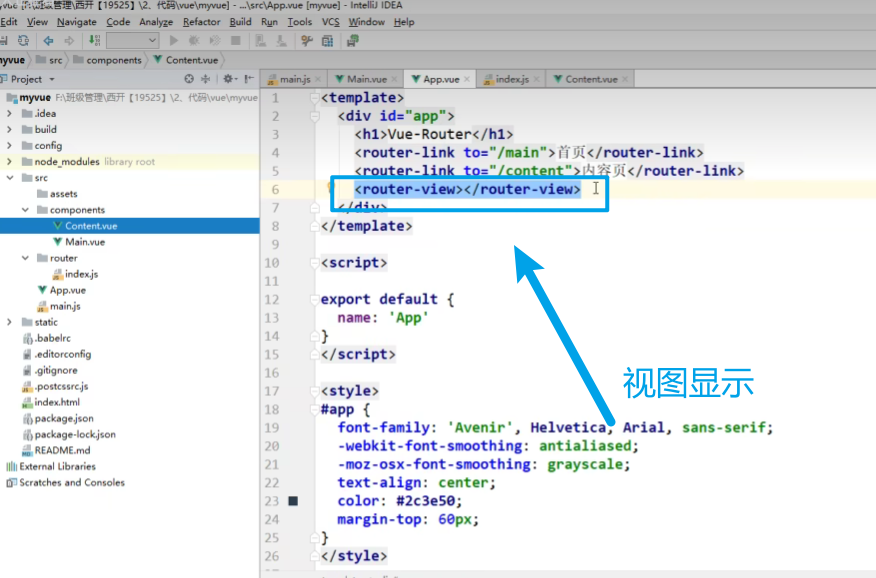 myvue F:\班级管理\西开【19525】\2、代码\vue\myvue] - ...\src\App.vue [myvue] - IntelliJ IDEA
Edit View Navigate Code Analyze Refactor Build Run Tools VCS Window Help
myvue src components Content.vue
Project
main.js Main.vue App.vue index.js Content.vue
myvue F:\班级管理\西开【19525】\2、代码\vue\myvue
.idea
build
config
node_modules library root
src
assets
components
Content.vue
Main.vue
router
index.js
App.vue
main.js
static
.babelrc
.editorconfig
.gitignore
.postcssrc.js
index.html
package.json
package-lock.json
README.md
External Libraries
Scratches and Consoles
1 <template>
2 <div id="app">
3 <h1>Vue-Router</h1>
4 <router-link to="/main">首页</router-link>
5 <router-link to="/content">内容页</router-link>
6 <router-view></router-view>
7 </div>
8 </template>
9
10 <script>
11
12 export default {
13 name: 'App'
14 }
15 </script>
16
17 <style>
18 #app {
19 font-family: 'Avenir', Helvetica, Arial, sans-serif;
20 -webkit-font-smoothing: antialiased;
21 -moz-osx-font-smoothing: grayscale;
22 text-align: center;
23 color: #2c3e50;
24 margin-top: 60px;
25 }
26 </style>
视图显示